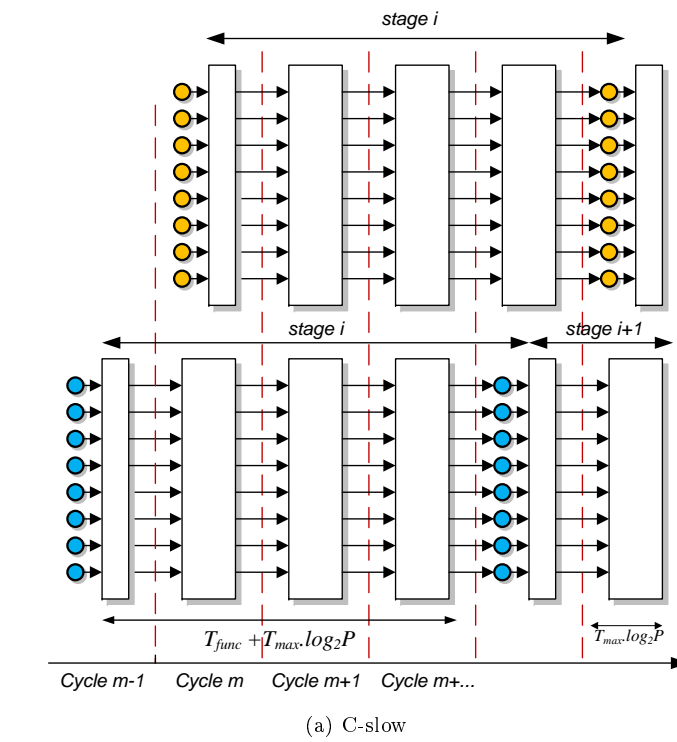 stage i
stage i
stage i+1
T_func +T_max.log_2P
T_max.log_2P
Cycle m-1
Cycle m
Cycle m+1
Cycle m+...
(a) C-slow